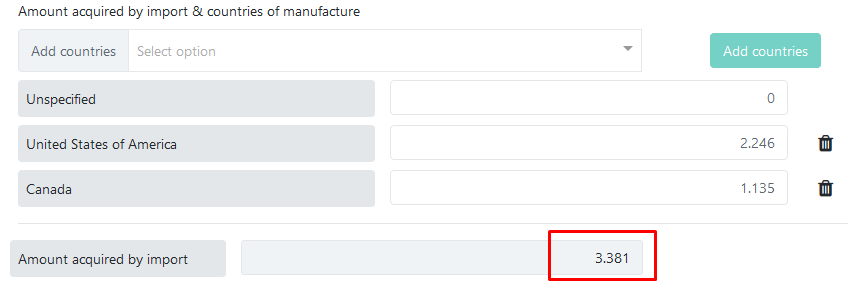 Amount acquired by import & countries of manufacture
Add countries Select option Add countries
Unspecified 0
United States of America 2.246
Canada 1.135
Amount acquired by import 3.381